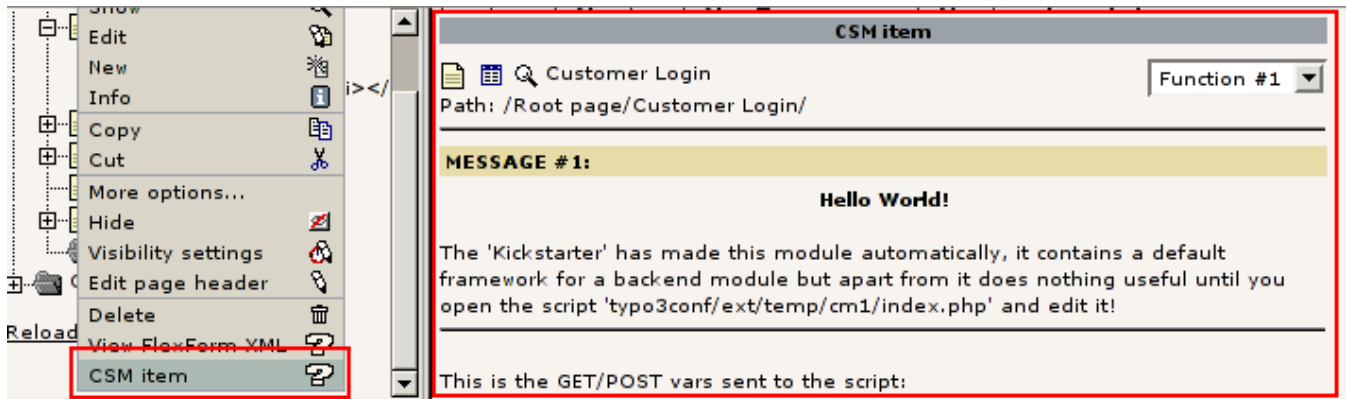 Show
Edit
New
Info
Copy
Cut
More options...
Hide
Visibility settings
Edit page header
Delete
View FlexForm XML
CSM item
i></
Reload
CSM item
Customer Login
Function #1
Path: /Root page/Customer Login/
MESSAGE #1:
Hello World!
The 'Kickstarter' has made this module automatically, it contains a default
framework for a backend module but apart from it does nothing useful until you
open the script 'typo3conf/ext/temp/cm1/index.php' and edit it!
This is the GET/POST vars sent to the script: